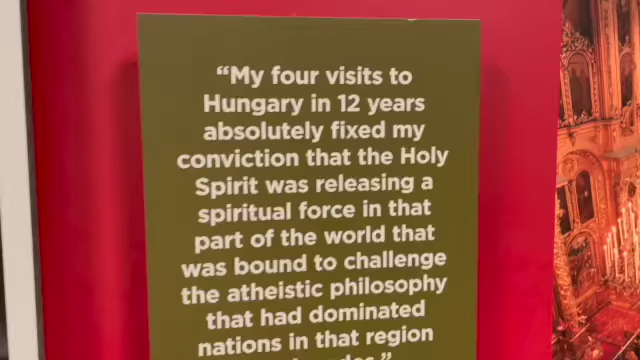 “My four visits to
Hungary in 12 years
absolutely fixed my
conviction that the Holy
Spirit was releasing a
spiritual force in that
part of the world that
was bound to challenge
the atheistic philosophy
that had dominated
nations in that region